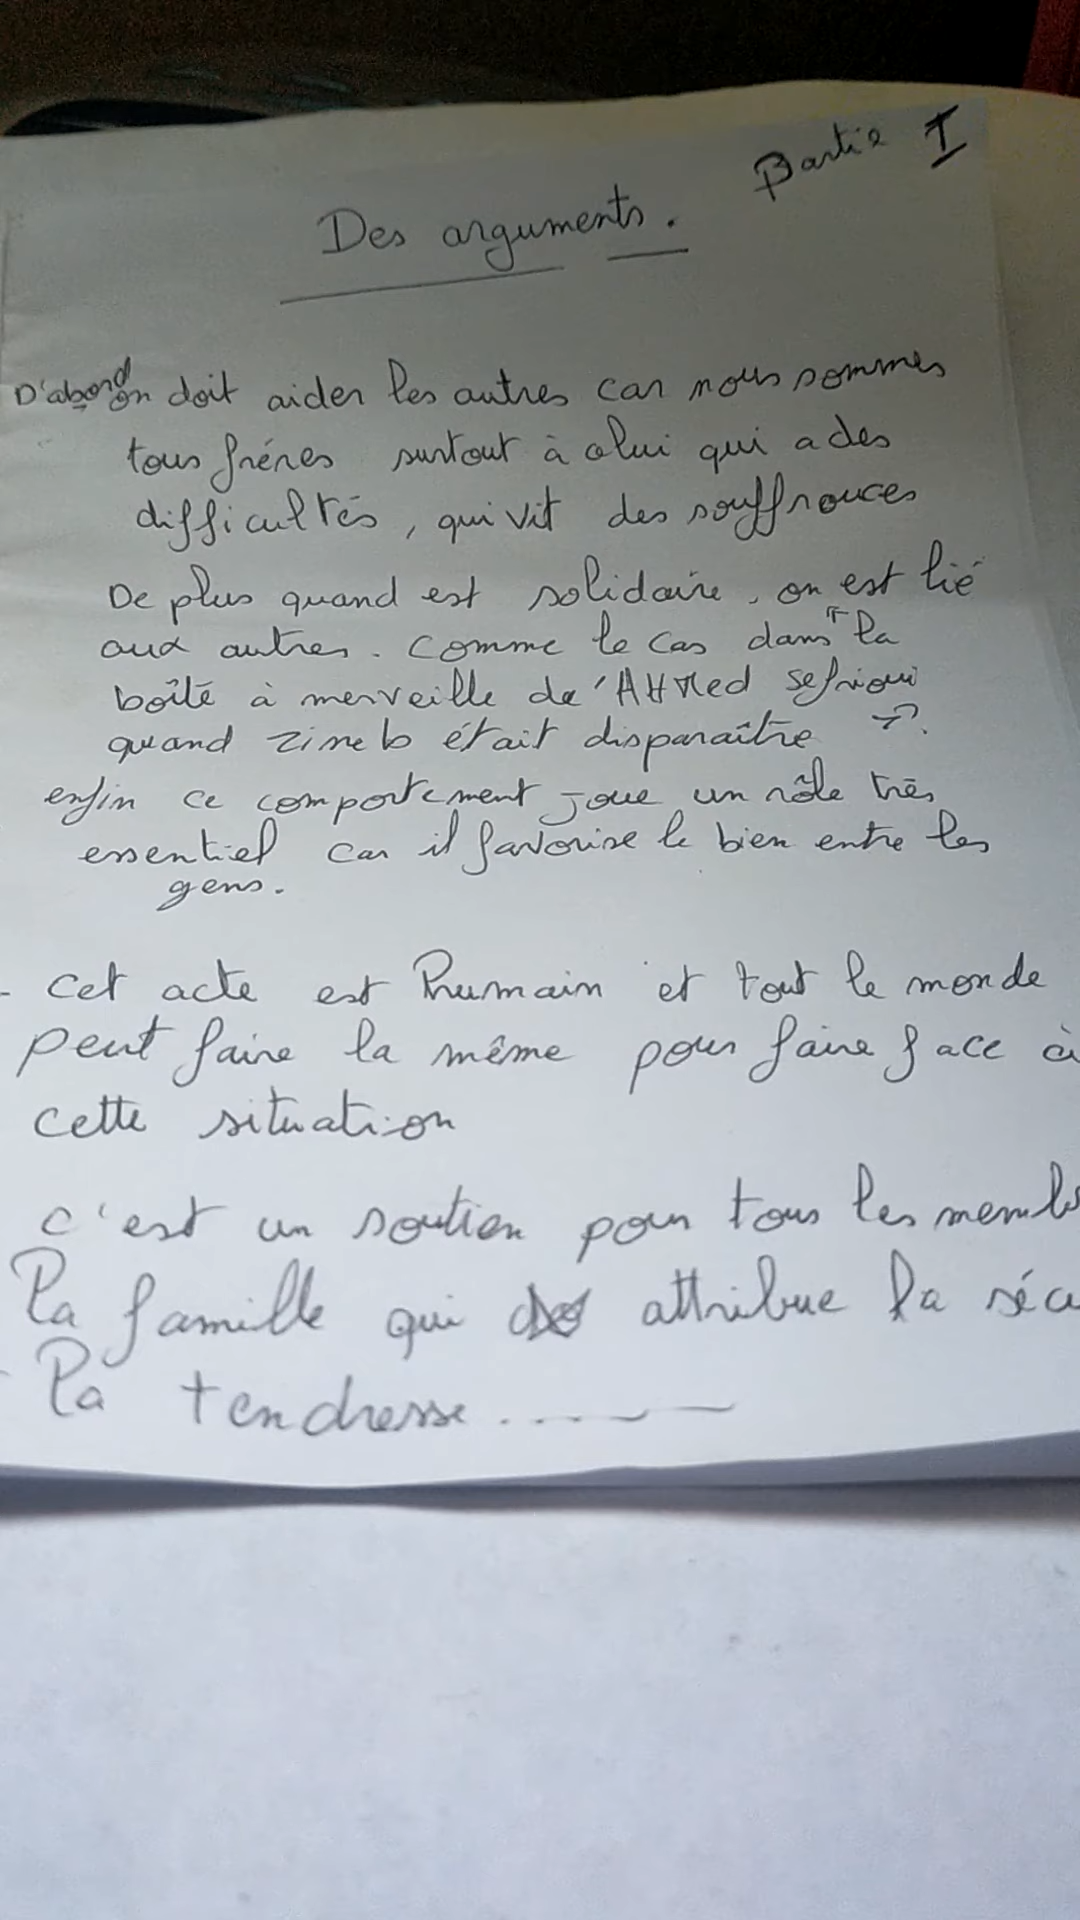 Partie I
Des arguments.
D'abord on doit aider les autres car nous sommes
tous fréres surtout à celui qui a des
difficultés, qui vit des souffrances
De plus quand est solidaire, on est lié
aux autres. Comme le cas dans " la
boîte à merveille de 'AHMed sefrioui
quand zineb était disparaître
enfin ce comportement joue un rôle très
essentiel car il favorise le bien entre les
gens.
- cet acte est humain et tout le monde
peut faire la même pour faire face à
cette situation
c'est un soutien pour tous les memb
la famille qui attribue la séc
- la tendresse ......